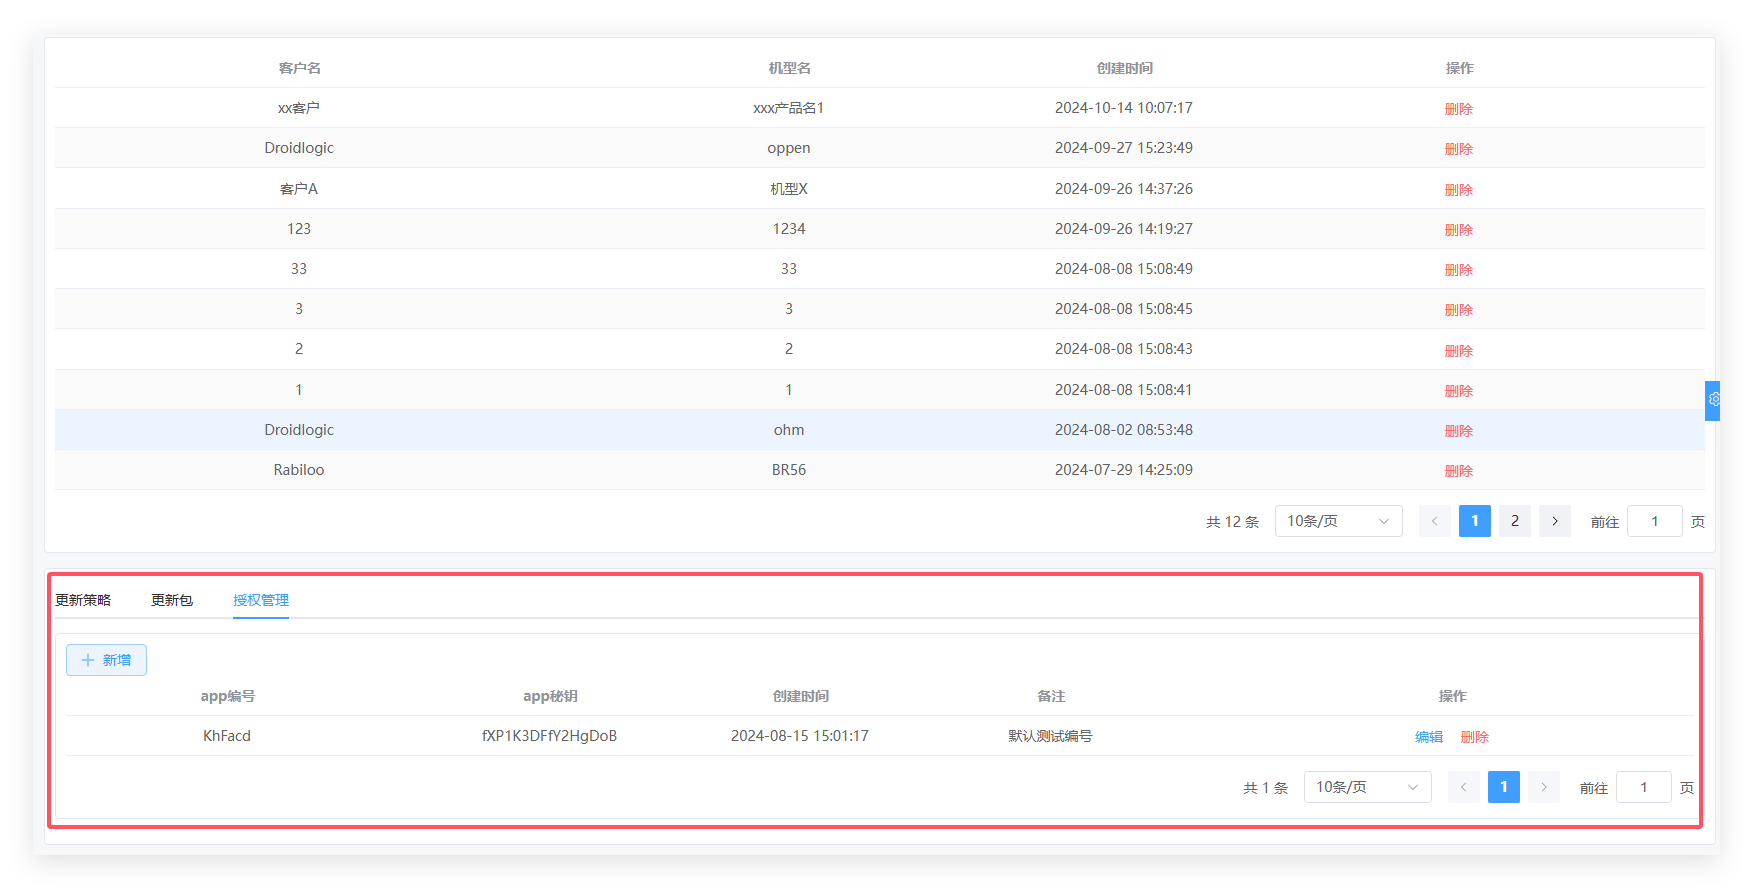 客户名 机型名 创建时间 操作
xx客户 xxx产品名1 2024-10-14 10:07:17 删除
Droidlogic oppen 2024-09-27 15:23:49 删除
客户A 机型X 2024-09-26 14:37:26 删除
123 1234 2024-09-26 14:19:27 删除
33 33 2024-08-08 15:08:49 删除
3 3 2024-08-08 15:08:45 删除
2 2 2024-08-08 15:08:43 删除
1 1 2024-08-08 15:08:41 删除
Droidlogic ohm 2024-08-02 08:53:48 删除
Rabiloo BR56 2024-07-29 14:25:09 删除
共 12 条 10条/页 1 2 前往 1 页
更新策略 更新包 授权管理
新增
app编号 app秘钥 创建时间 备注 操作
KhFacd fXP1K3DFfY2HgDoB 2024-08-15 15:01:17 默认测试编号 编辑 删除
共 1 条 10条/页 1 前往 1 页